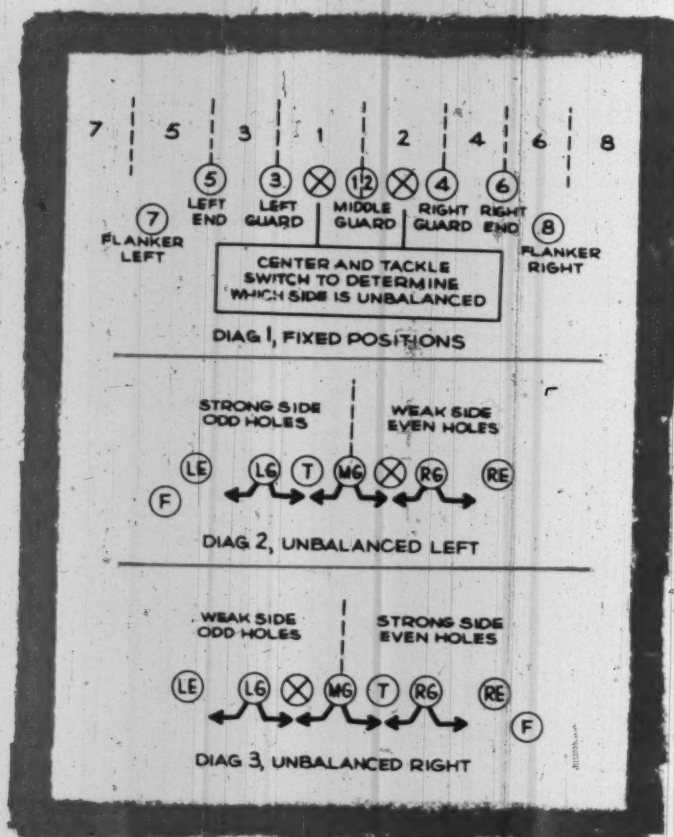 7 5 3 1 2 4 6 8
5 3 12 4 6
LEFT END LEFT GUARD MIDDLE GUARD RIGHT GUARD RIGHT END
7 8
FLANKER LEFT FLANKER RIGHT
CENTER AND TACKLE
SWITCH TO DETERMINE
WHICH SIDE IS UNBALANCED
DIAG 1, FIXED POSITIONS
STRONG SIDE WEAK SIDE
ODD HOLES EVEN HOLES
LE LG T MG RG RE
F
DIAG 2, UNBALANCED LEFT
WEAK SIDE STRONG SIDE
ODD HOLES EVEN HOLES
LE LG MG T RG RE
F
DIAG 3, UNBALANCED RIGHT